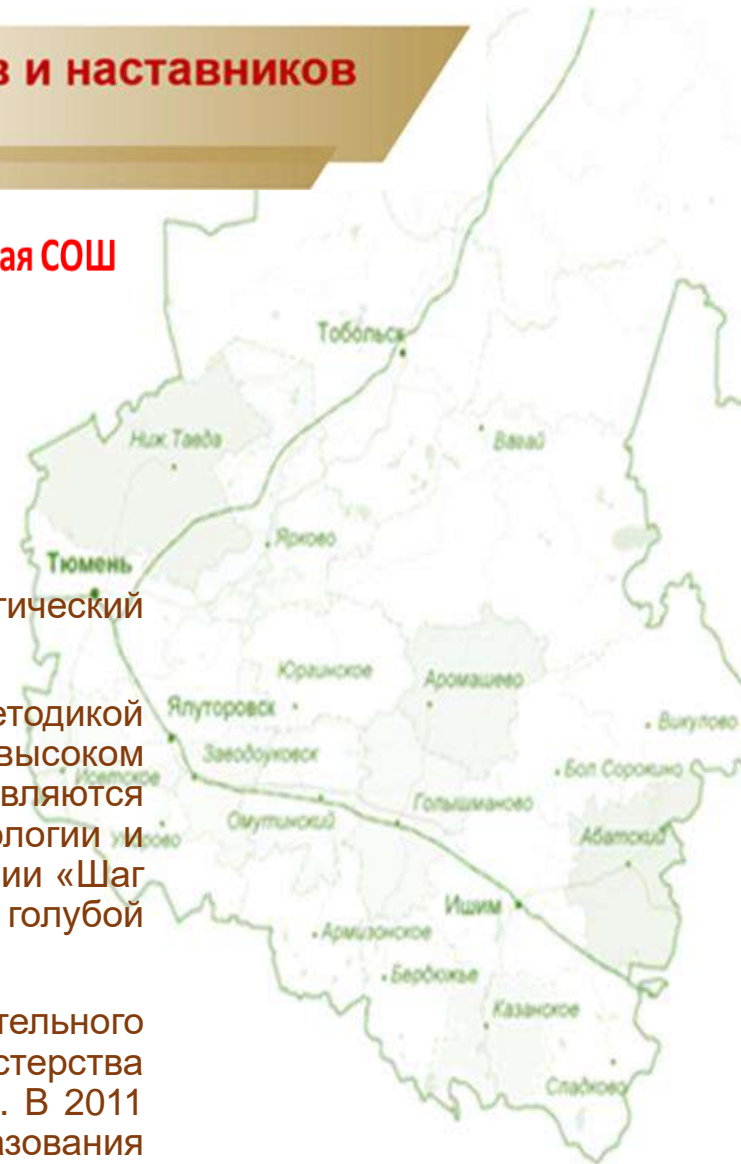 в и наставников
ая СОШ
Тобольск
Ниж.Тавда
Вагай
Ярково
Тюмень
гический
Юргинское
Аромашево
етодикой
Ялуторовск
Викулово
высоком
Заводоуковск
Бол.Сорокино
Исетское
вляются
Голышманово
Омутинский
ологии и
Упорово
Абатский
ии «Шаг
голубой
Ишим
Армизонское
Бердюжье
Казанское
тельного
стерства
Сладково
. В 2011
азования